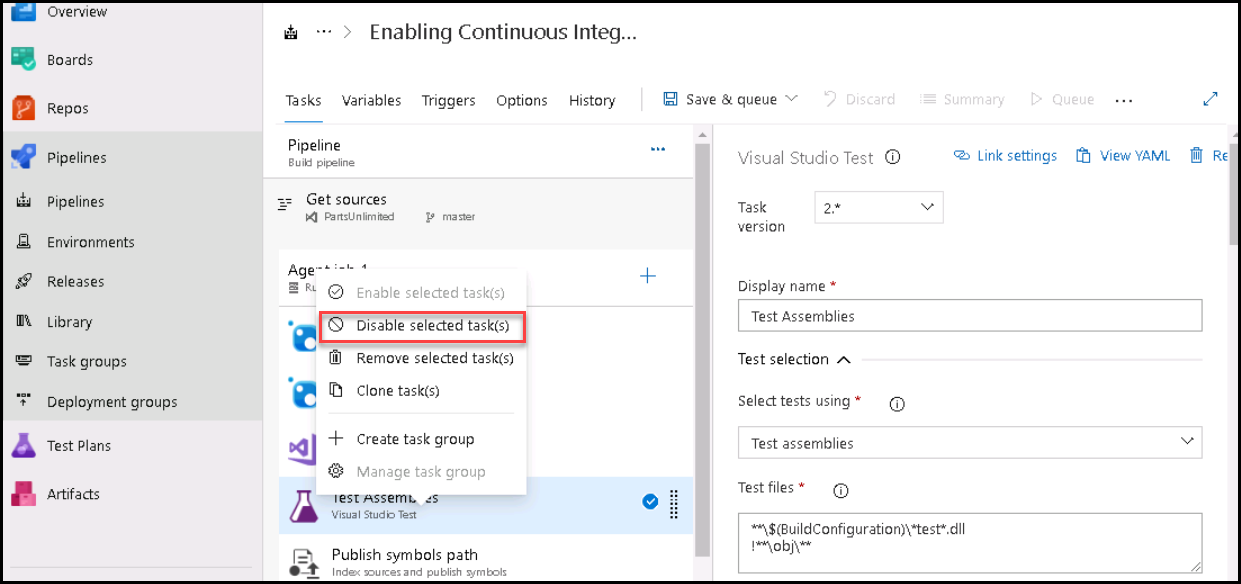 Overview
Boards
Repos
Pipelines
Pipelines
Environments
Releases
Library
Task groups
Deployment groups
Test Plans
Artifacts
··· > Enabling Continuous Integ...
Tasks Variables Triggers Options History Save & queue Discard Summary Queue ...
Pipeline ...
Build pipeline
Get sources
PartsUnlimited master
Agent job 1
Ru
Enable selected task(s)
Disable selected task(s)
Remove selected task(s)
Clone task(s)
Create task group
Manage task group
Test Assemblies
Visual Studio Test
Publish symbols path
Index sources and publish symbols
Visual Studio Test Link settings View YAML Re
Task
version
2.*
Display name *
Test Assemblies
Test selection
Select tests using *
Test assemblies
Test files *
**\$(BuildConfiguration)\*test*.dll
!**\obj\**